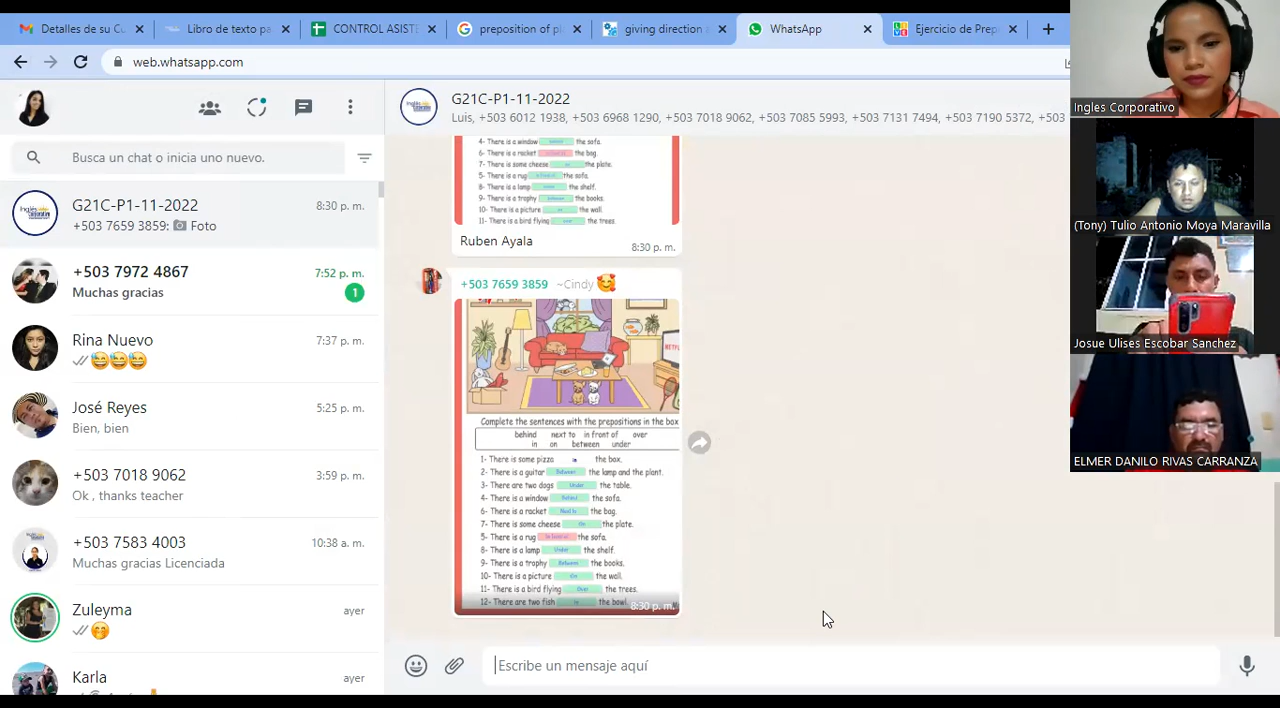 Detalles de su Cu
Libro de texto pa
CONTROL ASIST
preposition of pl
giving direction e
WhatsApp
Ejercicio de Prep
web.whatsapp.com
Ingles Corporativo
G21C-P1-11-2022
Luis, +503 6012 1938, +503 6968 1290, +503 7018 9062, +503 7085 5993, +503 7131 7494, +503 7190 5372, +503
Busca un chat o inicia uno nuevo.
G21C-P1-11-2022
8:30 p. m.
+503 7659 3859: Foto
+503 7972 4867
7:52 p. m.
Muchas gracias
1
Rina Nuevo
7:37 p. m.
José Reyes
5:25 p. m.
Bien, bien
+503 7018 9062
3:59 p. m.
Ok , thanks teacher
+503 7583 4003
10:38 a. m.
Muchas gracias Licenciada
Zuleyma
ayer
Karla
ayer
4- There is a window the sofa.
6- There is a racket the bag.
7- There is some cheese the plate.
5- There is a rug the sofa.
8- There is a lamp the shelf.
9- There is a trophy between the books.
10- There is a picture the wall.
11- There is a bird flying the trees.
Ruben Ayala
8:30 p. m.
+503 7659 3859 ~Cindy
NETFL
Complete the sentences with the prepositions in the box
behind next to in front of over
in on between under
1- There is some pizza the box.
2- There is a guitar Between the lamp and the plant.
3- There are two dogs Under the table.
4- There is a window Behind the sofa.
6- There is a racket Next to the bag.
7- There is some cheese On the plate.
5- There is a rug the sofa.
8- There is a lamp Under the shelf.
9- There is a trophy Between the books.
10- There is a picture On the wall.
11- There is a bird flying Over the trees.
12- There are two fish the bowl.
8:30 p. m.
Escribe un mensaje aquí
(Tony) Tulio Antonio Moya Maravilla
Josue Ulises Escobar Sanchez
ELMER DANILO RIVAS CARRANZA